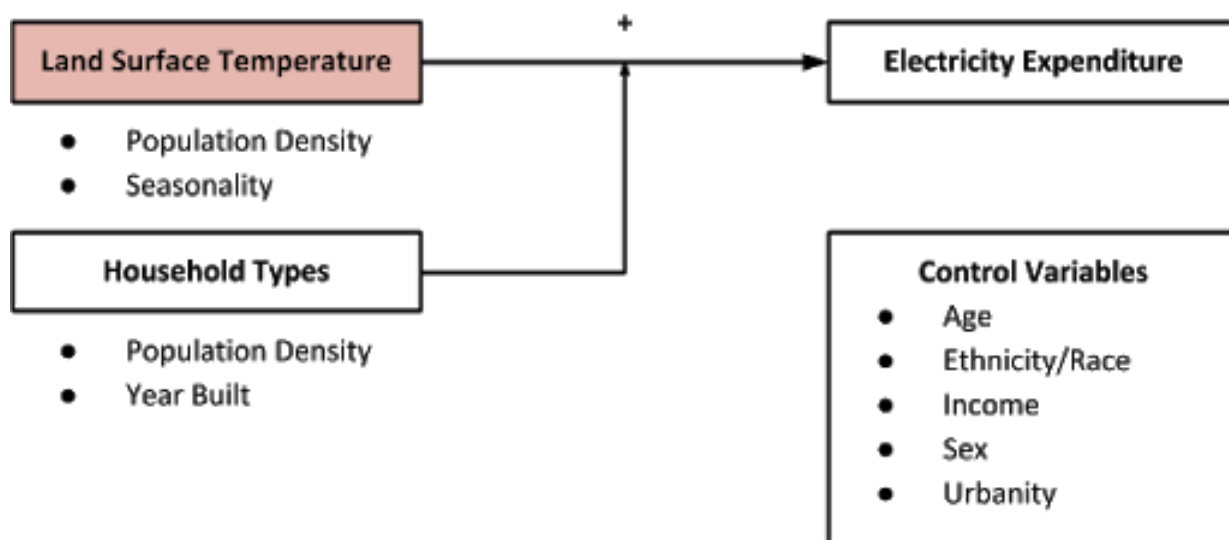 +
Land Surface Temperature
Electricity Expenditure
● Population Density
● Seasonality
Household Types
● Population Density
● Year Built
Control Variables
● Age
● Ethnicity/Race
● Income
● Sex
● Urbanity